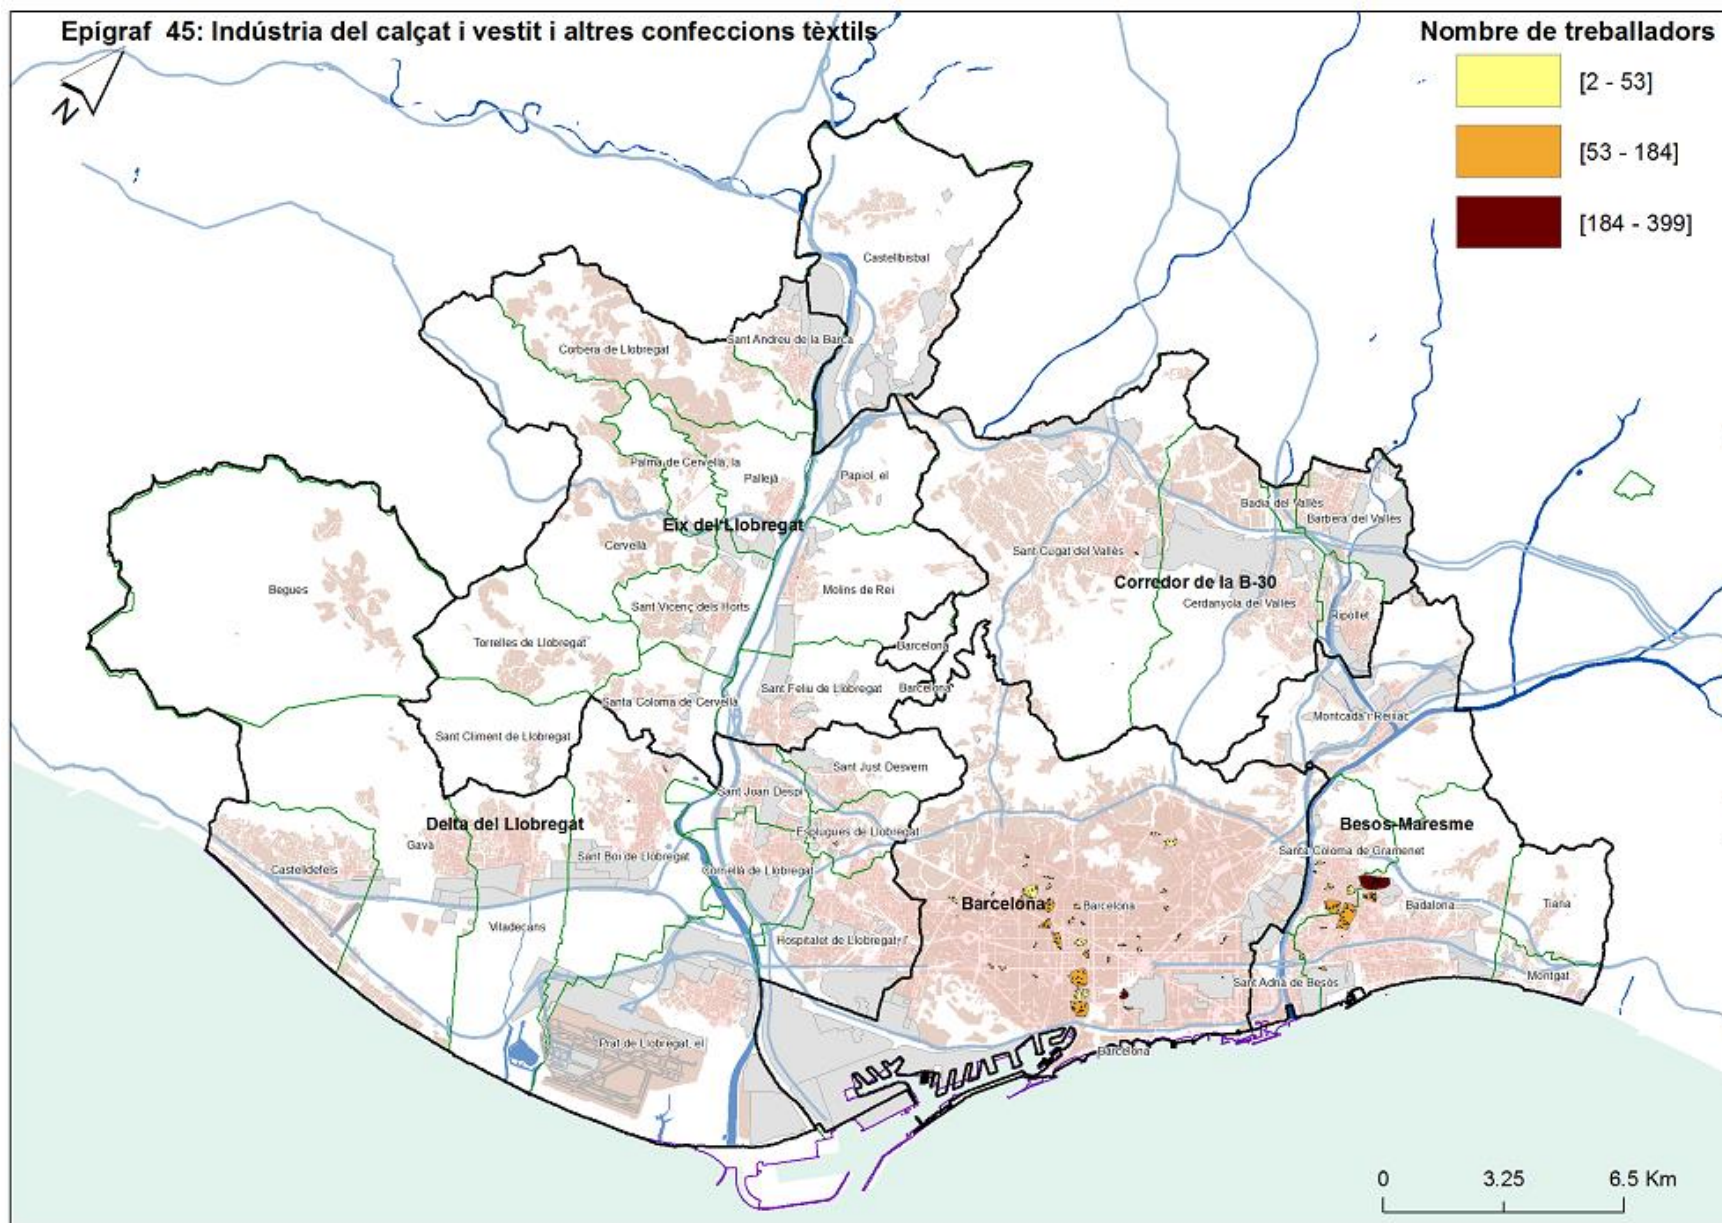 Epígraf 45: Indústria del calçat i vestit i altres confeccions tèxtils
Nombre de treballadors
[2 - 53]
[53 - 184]
[184 - 399]
N
Castellbisbal
Sant Andreu de la Barca
Corbera de Llobregat
Palma de Cervelló, la
Pallejà
Papiol, el
Badia del Vallès
Barberà del Vallès
Eix del Llobregat
Cervelló
Sant Cugat del Vallès
Corredor de la B-30
Begues
Molins de Rei
Sant Vicenç dels Horts
Cerdanyola del Vallès
Ripollet
Torrelles de Llobregat
Barcelona
Sant Feliu de Llobregat
Barcelona
Santa Coloma de Cervelló
Montcada i Reixac
Sant Climent de Llobregat
Sant Just Desvern
Sant Joan Despí
Delta del Llobregat
Besòs-Maresme
Esplugues de Llobregat
Gavà
Sant Boi de Llobregat
Santa Coloma de Gramenet
Castelldefels
Cornellà de Llobregat
Barcelona
Barcelona
Badalona
Tiana
Viladecans
Hospitalet de Llobregat, l'
Montgat
Sant Adrià de Besòs
Prat de Llobregat, el
Barcelona
0 3.25 6.5 Km